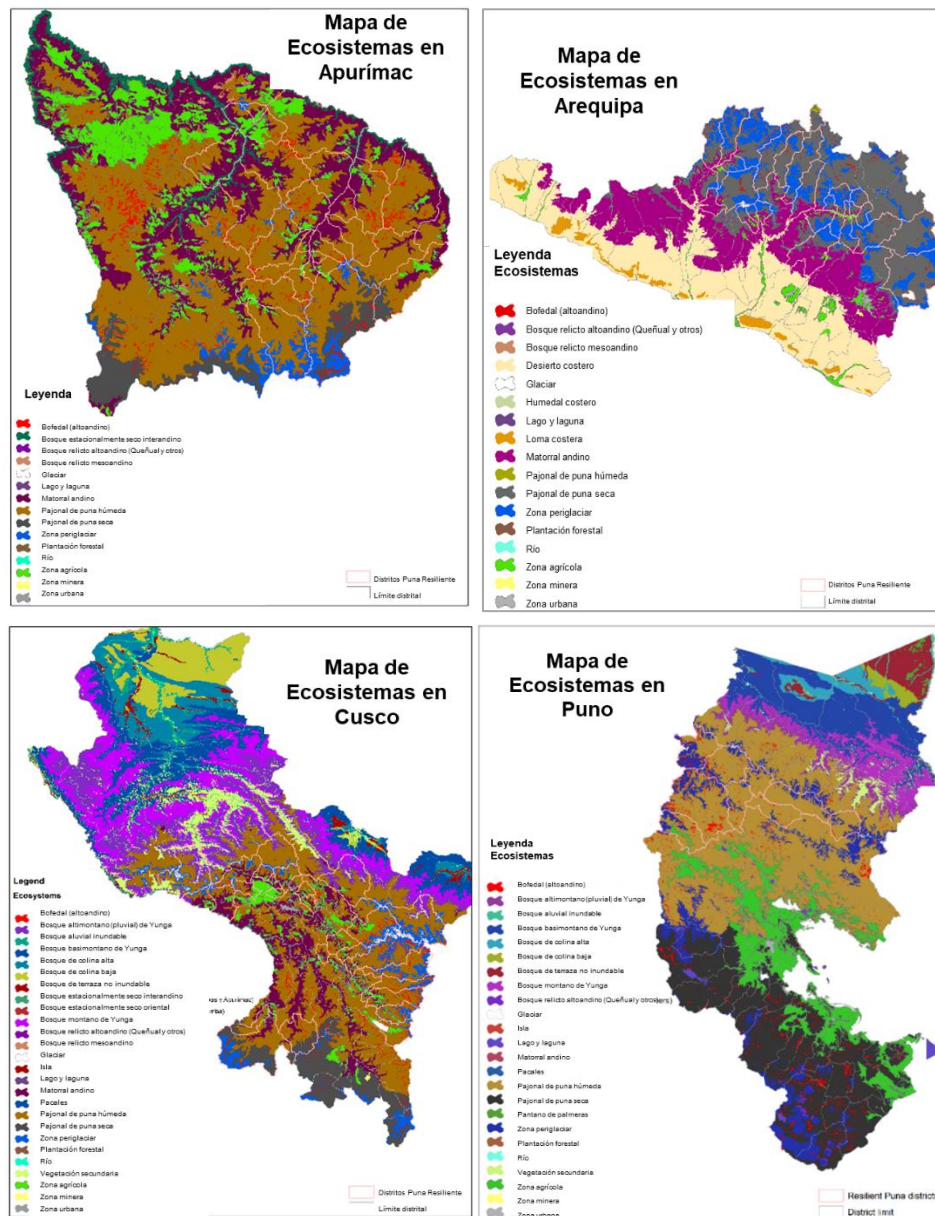 Mapa de
Ecosistemas en
Apurímac
Leyenda
Bofedal (altoandino)
Bosque estacionalmente seco interandino
Bosque relicto altoandino (Queñual y otros)
Bosque relicto mesoandino
Glaciar
Lago y laguna
Matorral andino
Pajonal de puna húmeda
Pajonal de puna seca
Zona periglaciar
Plantación forestal
Río
Zona agrícola
Zona minera
Zona urbana
Distritos Puna Resiliente
Límite distrital
Mapa de
Ecosistemas en
Arequipa
Leyenda
Ecosistemas
Bofedal (altoandino)
Bosque relicto altoandino (Queñual y otros)
Bosque relicto mesoandino
Desierto costero
Glaciar
Humedal costero
Lago y laguna
Loma costera
Matorral andino
Pajonal de puna húmeda
Pajonal de puna seca
Zona periglaciar
Plantación forestal
Río
Zona agrícola
Zona minera
Zona urbana
Distritos Puna Resiliente
Límite distrital
Mapa de
Ecosistemas en
Cusco
Legend
Ecosystems
Bofedal (altoandino)
Bosque altimontano (pluvial) de Yunga
Bosque aluvial inundable
Bosque basimontano de Yunga
Bosque de colina alta
Bosque de colina baja
Bosque de terraza no inundable
Bosque estacionalmente seco interandino
Bosque estacionalmente seco oriental
Bosque montano de Yunga
Bosque relicto altoandino (Queñual y otros)
Bosque relicto mesoandino
Glaciar
Isla
Lago y laguna
Matorral andino
Pacales
Pajonal de puna húmeda
Pajonal de puna seca
Zona periglaciar
Plantación forestal
Río
Vegetación secundaria
Zona agrícola
Zona minera
Zona urbana
Distritos Puna Resiliente
Límite distrital
Mapa de
Ecosistemas en
Puno
Leyenda
Ecosistemas
Bofedal (altoandino)
Bosque altimontano (pluvial) de Yunga
Bosque aluvial inundable
Bosque basimontano de Yunga
Bosque de colina alta
Bosque de colina baja
Bosque de terraza no inundable
Bosque montano de Yunga
Bosque relicto altoandino (Queñual y otros)
Glaciar
Isla
Lago y laguna
Matorral andino
Pacales
Pajonal de puna húmeda
Pajonal de puna seca
Pantano de palmeras
Zona periglaciar
Plantación forestal
Río
Vegetación secundaria
Zona agrícola
Zona minera
Zona urbana
Resilient Puna districts
District limit